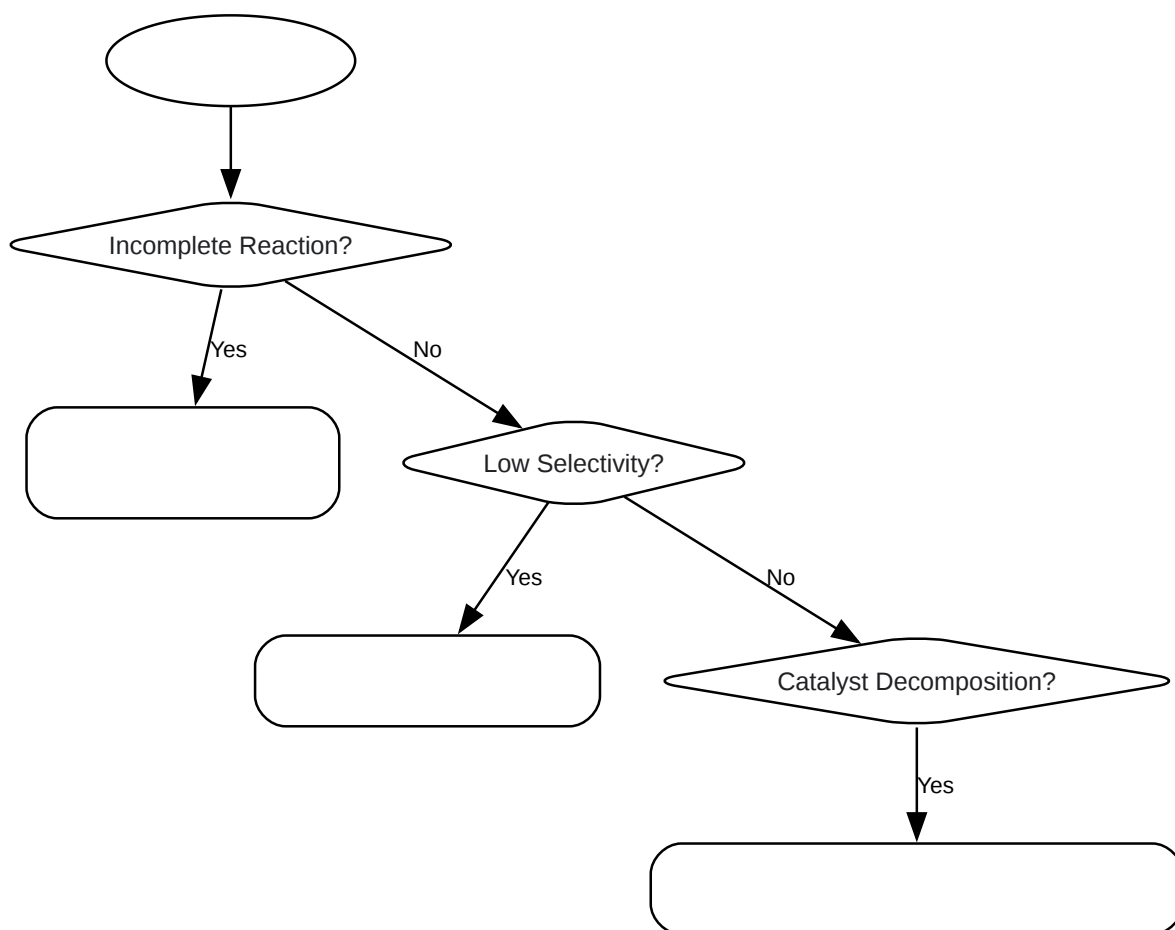 Incomplete Reaction?
Yes
No
Low Selectivity?
Yes
No
Catalyst Decomposition?
Yes